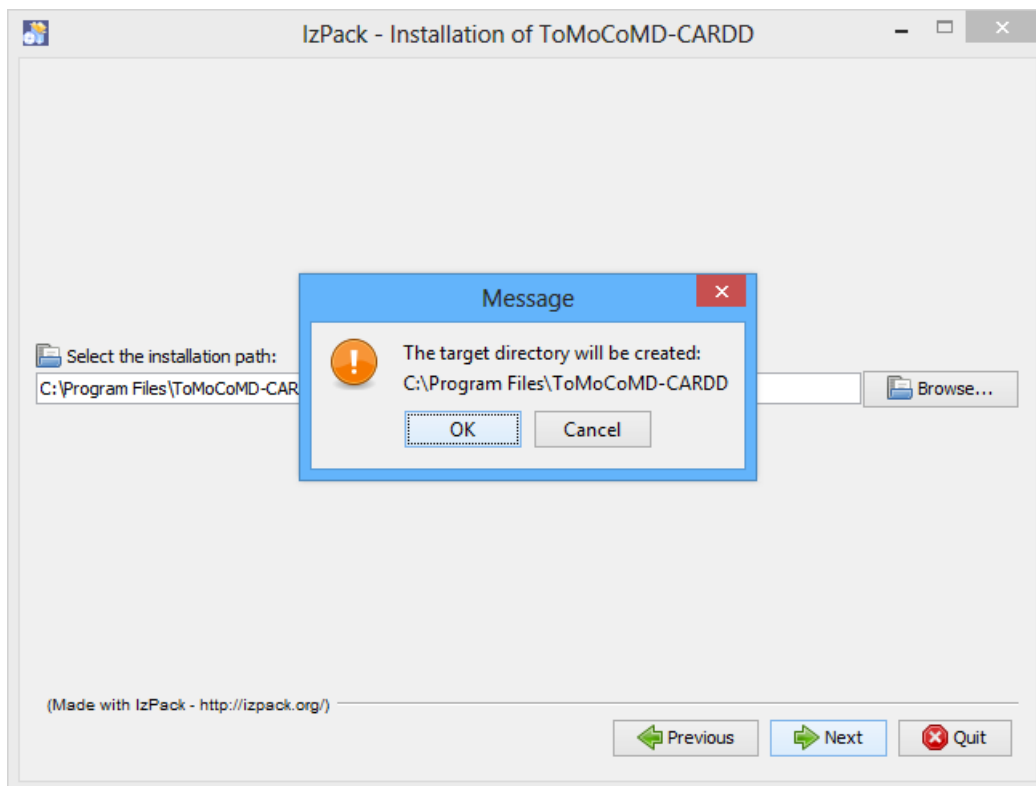 IzPack - Installation of ToMoCoMD-CARDD
Message
The target directory will be created:
C:\Program Files\ToMoCoMD-CARDD
OK Cancel
Select the installation path:
C:\Program Files\ToMoCoMD-CAR
Browse...
(Made with IzPack - http://izpack.org/)
Previous Next Quit